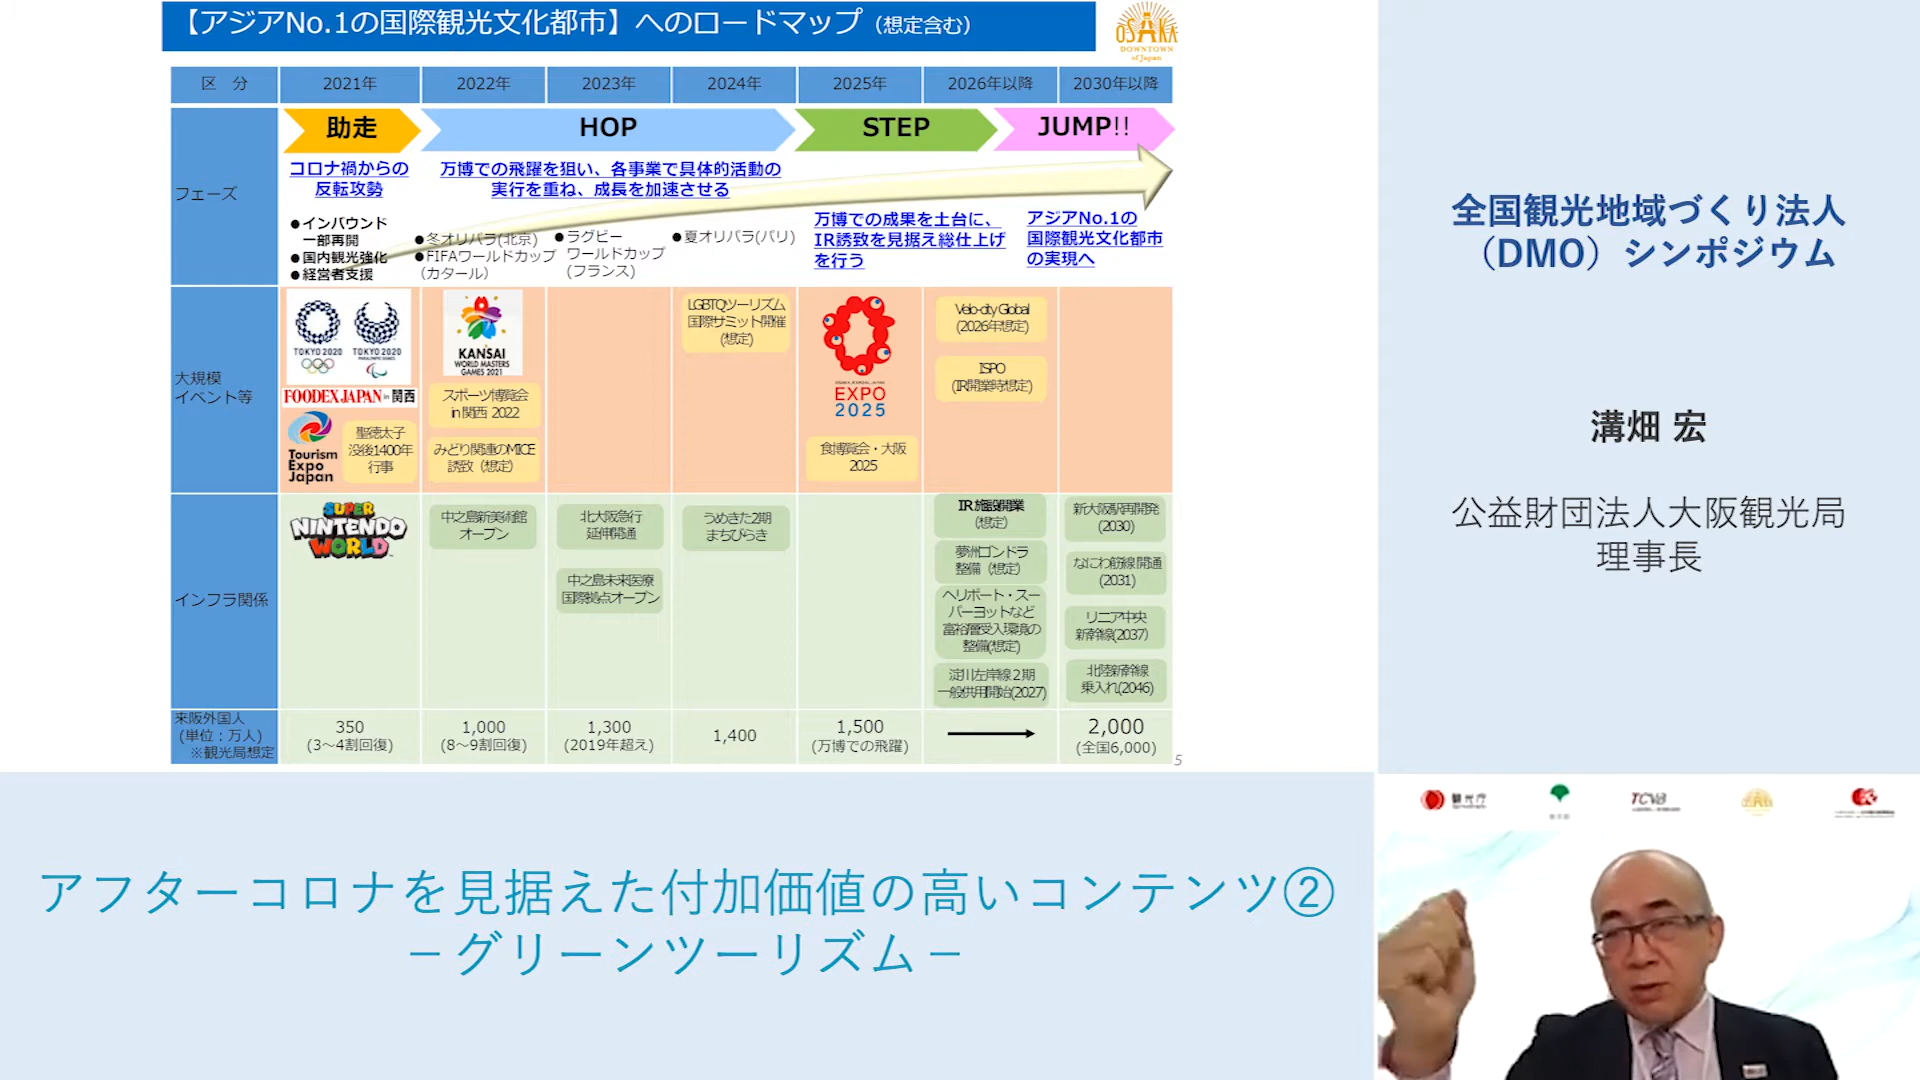 【アジアNo.1の国際観光文化都市】へのロードマップ（想定含む）
OSAKA
DOWNTOWN
of Japan
区　分
2021年
2022年
2023年
2024年
2025年
2026年以降
2030年以降
フェーズ
助走
HOP
STEP
JUMP!!
コロナ禍からの
反転攻勢
万博での飛躍を狙い、各事業で具体的活動の
実行を重ね、成長を加速させる
万博での成果を土台に、
IR誘致を見据え総仕上げ
を行う
アジアNo.1の
国際観光文化都市
の実現へ
●インバウンド
一部再開
●国内観光強化
●経営者支援
●冬オリパラ(北京)
●FIFAワールドカップ
（カタール）
●ラグビー
ワールドカップ
（フランス）
●夏オリパラ(パリ)
大規模
イベント等
TOKYO 2020
TOKYO 2020
PARALYMPIC GAMES
FOODEX JAPAN in 関西
Tourism
Expo
Japan
聖徳太子
没後1400年
行事
KANSAI
WORLD MASTERS
GAMES 2021
スポーツ博覧会
in 関西 2022
みどり関連のMICE
誘致（想定）
LGBTQツーリズム
国際サミット開催
(想定)
OSAKA, KANSAI, JAPAN
EXPO
2025
食博覧会・大阪
2025
Velo-city Global
(2026年想定)
ISPO
(IR開業時想定)
インフラ関係
SUPER
NINTENDO
WORLD
中之島新美術館
オープン
北大阪急行
延伸開通
中之島未来医療
国際拠点オープン
うめきた2期
まちびらき
IR施設開業
(想定)
夢洲ゴンドラ
整備（想定）
ヘリポート・スー
パーヨットなど
富裕層受入環境の
整備(想定)
淀川左岸線２期
一般供用開始(2027)
新大阪駅再開発
(2030)
なにわ筋線開通
(2031)
リニア中央
新幹線(2037)
北陸新幹線
乗入れ(2046)
来阪外国人
(単位：万人)
※観光局想定
350
(3～4割回復)
1,000
(8～9割回復)
1,300
(2019年超え)
1,400
1,500
(万博での飛躍)
2,000
(全国6,000)
5
全国観光地域づくり法人
（DMO）シンポジウム
溝畑 宏
公益財団法人大阪観光局
理事長
観光庁
TCVB
アフターコロナを見据えた付加価値の高いコンテンツ②
－グリーンツーリズム－